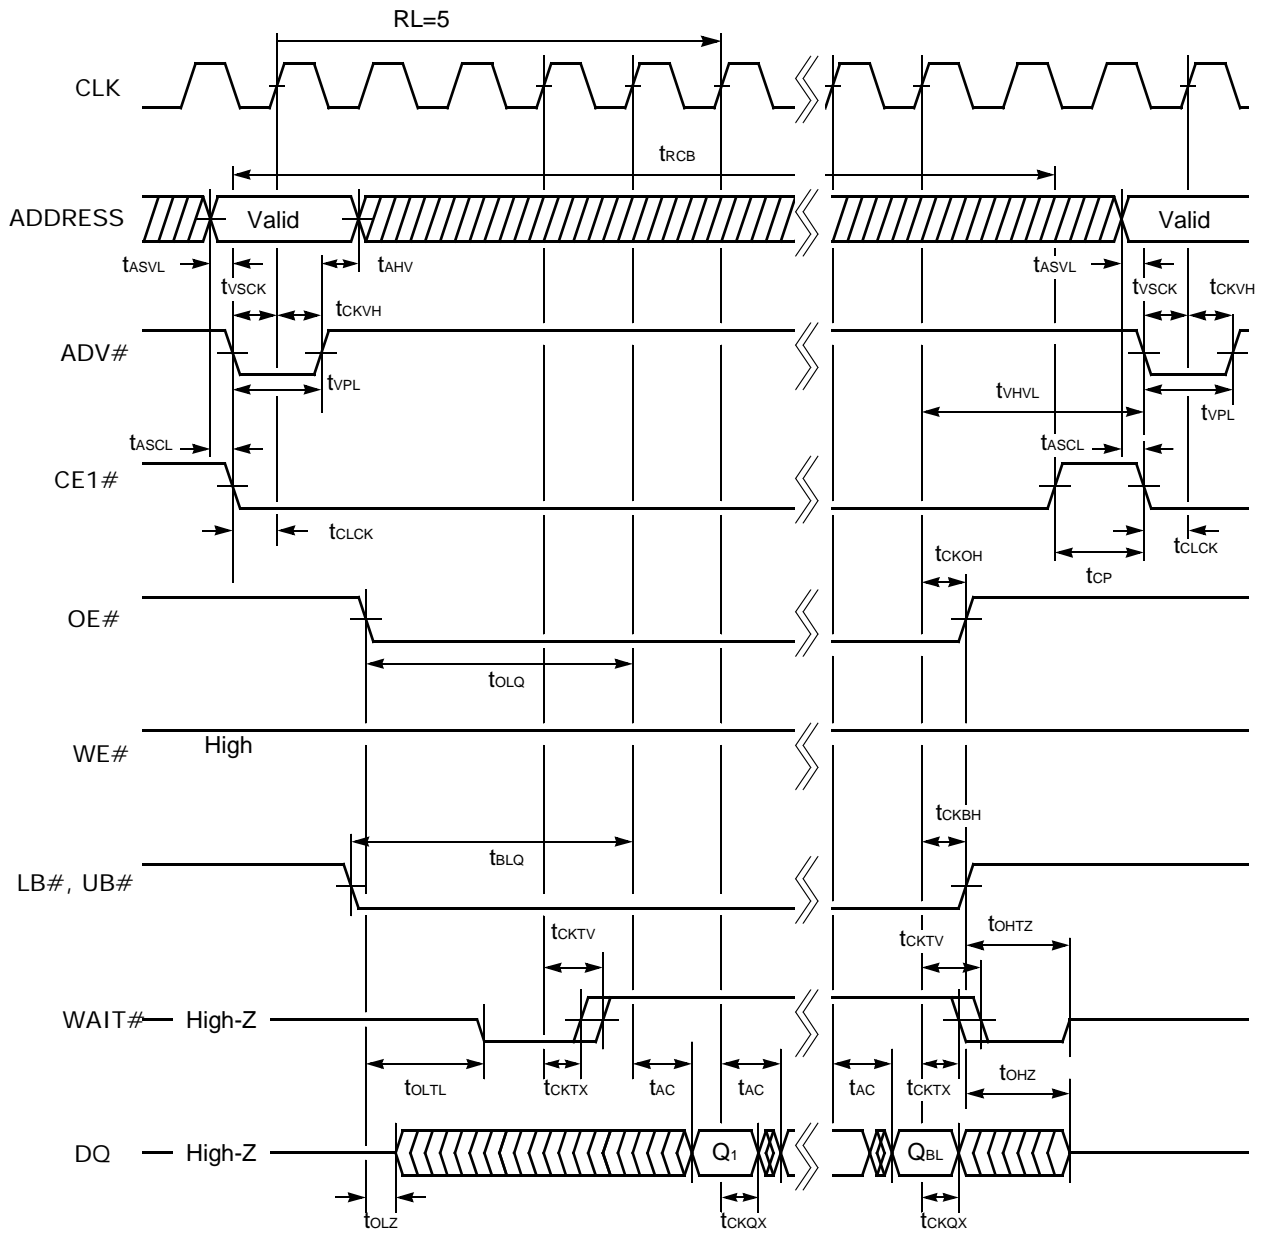 RL=5
CLK
tRCB
ADDRESS Valid Valid
tASVL tAHV tASVL
tVSCK tCKVH tVSCK tCKVH
ADV#
tVPL tVHVL tVPL
tASCL tASCL
CE1#
tCLCK tCLCK
tCKOH tCP
OE#
tOLQ
WE# High
tCKBH
tBLQ
LB#, UB#
tCKTV tCKTV tOHTZ
WAIT# High-Z
tOLTL tCKTX tAC tAC tAC tCKTX tOHZ
DQ High-Z Q1 QBL
tOLZ tCKQX tCKQX